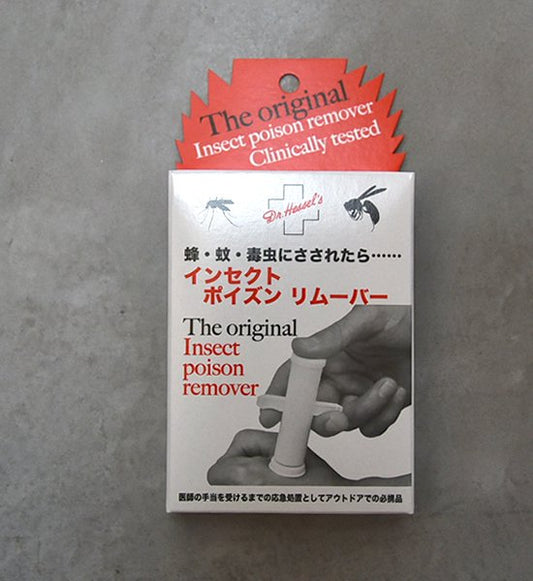 The original
Insect poison remover
Clinically tested
Dr. Hessel's
蜂・蚊・毒虫にさされたら……
インセクト
ポイズン リムーバー
The original
Insect
poison
remover
医師の手当を受けるまでの応急処置としてアウトドアでの必携品